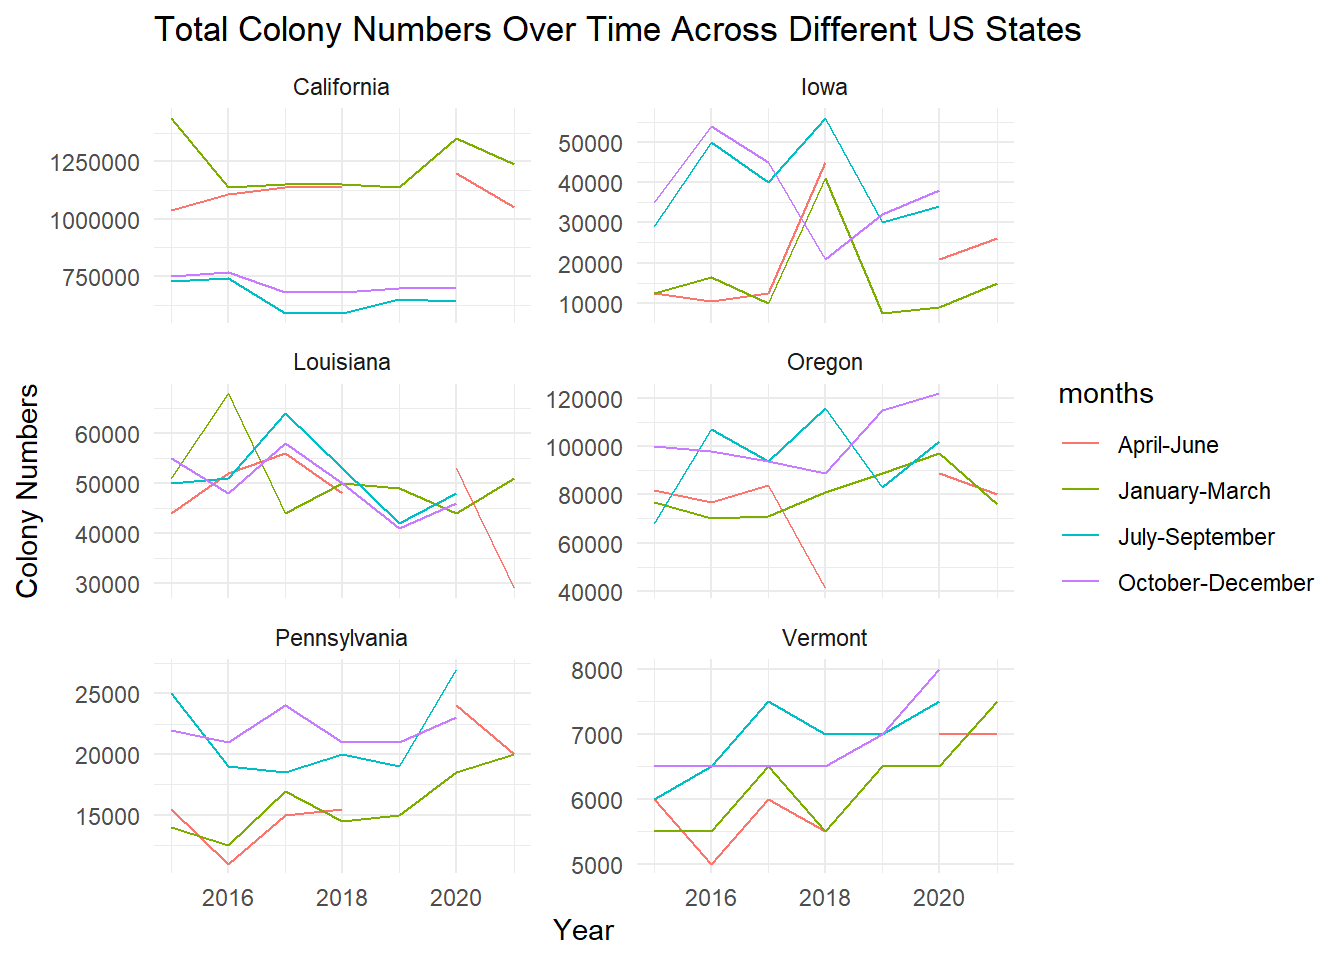 Total Colony Numbers Over Time Across Different US States
California
Iowa
1250000
1000000
750000
50000
40000
30000
20000
10000
Louisiana
Oregon
60000
50000
40000
30000
120000
100000
80000
60000
40000
Pennsylvania
Vermont
25000
20000
15000
8000
7000
6000
5000
2016 2018 2020
2016 2018 2020
Year
Colony Numbers
months
April-June
January-March
July-September
October-December